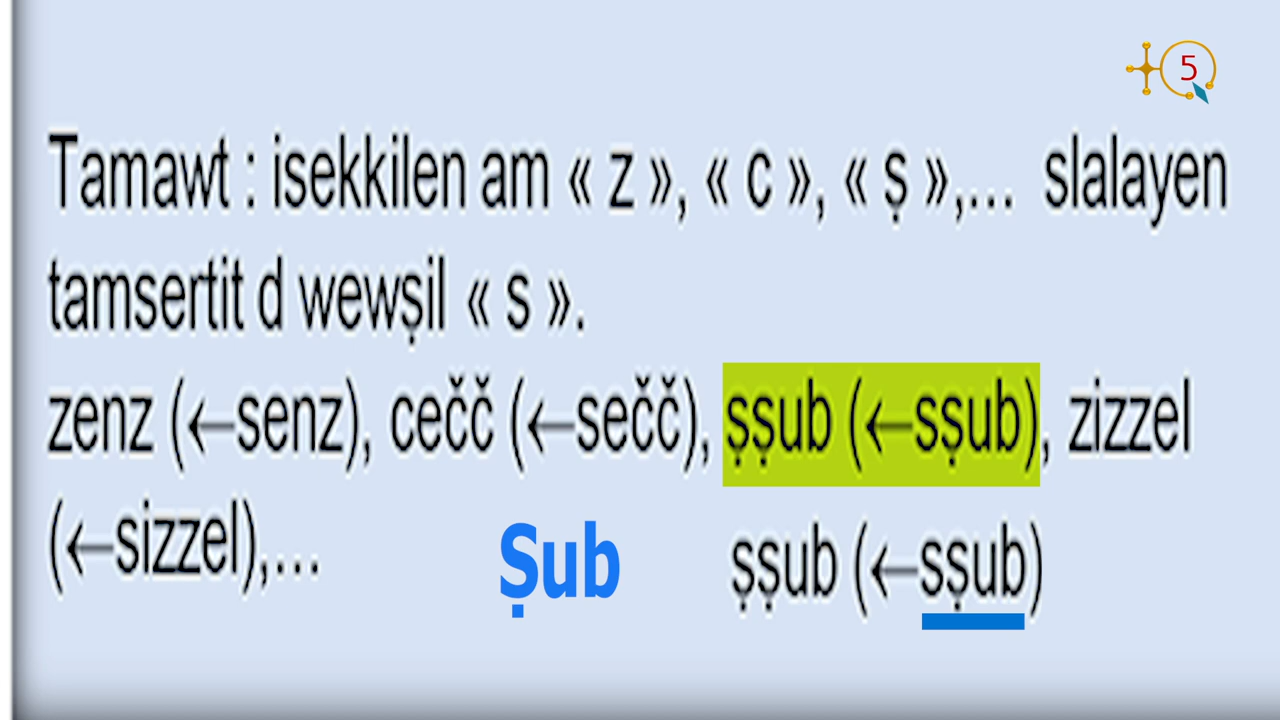 5
Tamawt : isekkilen am « z », « c », « ṣ »,… slalayen
tamsertit d wewṣil « s ».
zenz (←senz), cečč (←sečč), ṣṣub (←sṣub), zizzel
(←sizzel),…
Ṣub
ṣṣub (←sṣub)